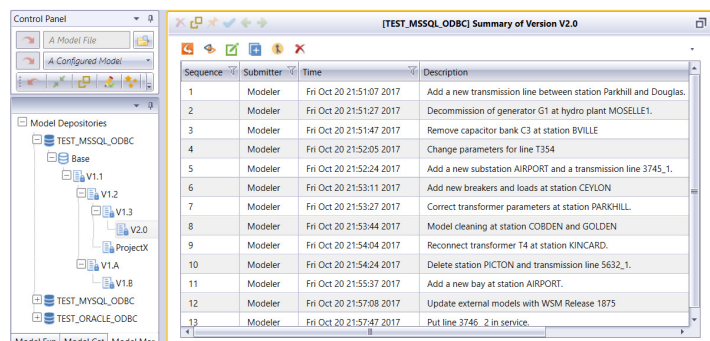 Control Panel
A Model File
A Configured Model
Model Depositories
TEST_MSSQL_ODBC
Base
V1.1
V1.2
V1.3
V2.0
ProjectX
V1.A
V1.B
TEST_MYSQL_ODBC
TEST_ORACLE_ODBC
[TEST_MSSQL_ODBC] Summary of Version V2.0
Sequence Submitter Time Description
1 Modeler Fri Oct 20 21:51:07 2017 Add a new transmission line between station Parkhill and Douglas.
2 Modeler Fri Oct 20 21:51:27 2017 Decommission of generator G1 at hydro plant MOSELLE1.
3 Modeler Fri Oct 20 21:51:47 2017 Remove capacitor bank C3 at station BVILLE
4 Modeler Fri Oct 20 21:52:05 2017 Change parameters for line T354
5 Modeler Fri Oct 20 21:52:24 2017 Add a new substation AIRPORT and a transmission line 3745_1.
6 Modeler Fri Oct 20 21:53:11 2017 Add new breakers and loads at station CEYLON
7 Modeler Fri Oct 20 21:53:27 2017 Correct transformer parameters at station PARKHILL.
8 Modeler Fri Oct 20 21:53:44 2017 Model cleaning at station COBDEN and GOLDEN
9 Modeler Fri Oct 20 21:54:04 2017 Reconnect transformer T4 at station KINCARD.
10 Modeler Fri Oct 20 21:54:24 2017 Delete station PICTON and transmission line 5632_1.
11 Modeler Fri Oct 20 21:55:37 2017 Add a new bay at station AIRPORT.
12 Modeler Fri Oct 20 21:57:08 2017 Update external models with WSM Release 1875
13 Modeler Fri Oct 20 21:57:47 2017 Put line 3746_2 in service.